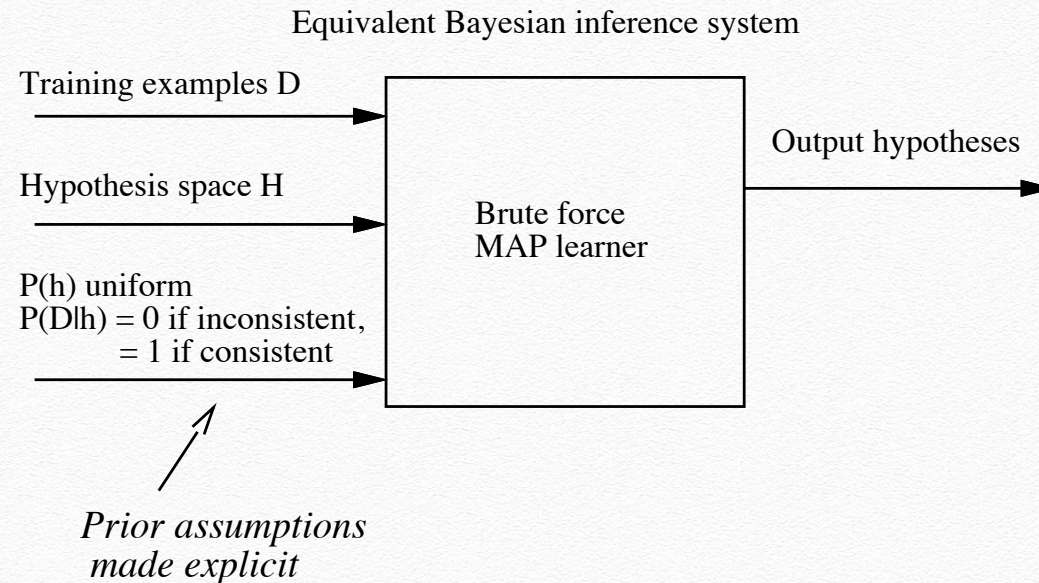 Equivalent Bayesian inference system
Training examples D
Hypothesis space H
P(h) uniform
P(D|h) = 0 if inconsistent,
= 1 if consistent
Brute force
MAP learner
Output hypotheses
Prior assumptions
made explicit